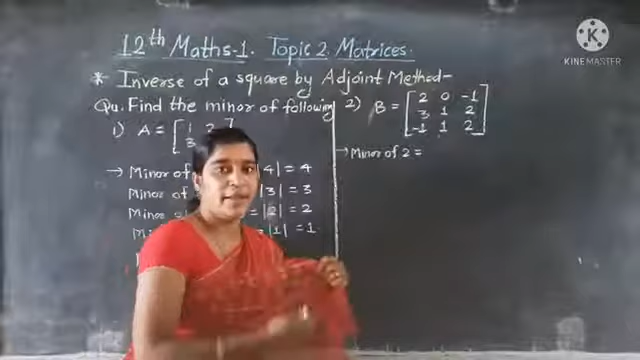 12th Maths-1. Topic 2. Matrices.
* Inverse of a square by Adjoint Method-
Qu. Find the minor of following
1) A = [1 2
3
→ Minor of 4| = 4
Minor of |3| = 3
Minor = |2| = 2
= |1| = 1
2) B = [2 0 -1
3 1 2
-1 1 2]
→ Minor of 2 =
KINEMASTER